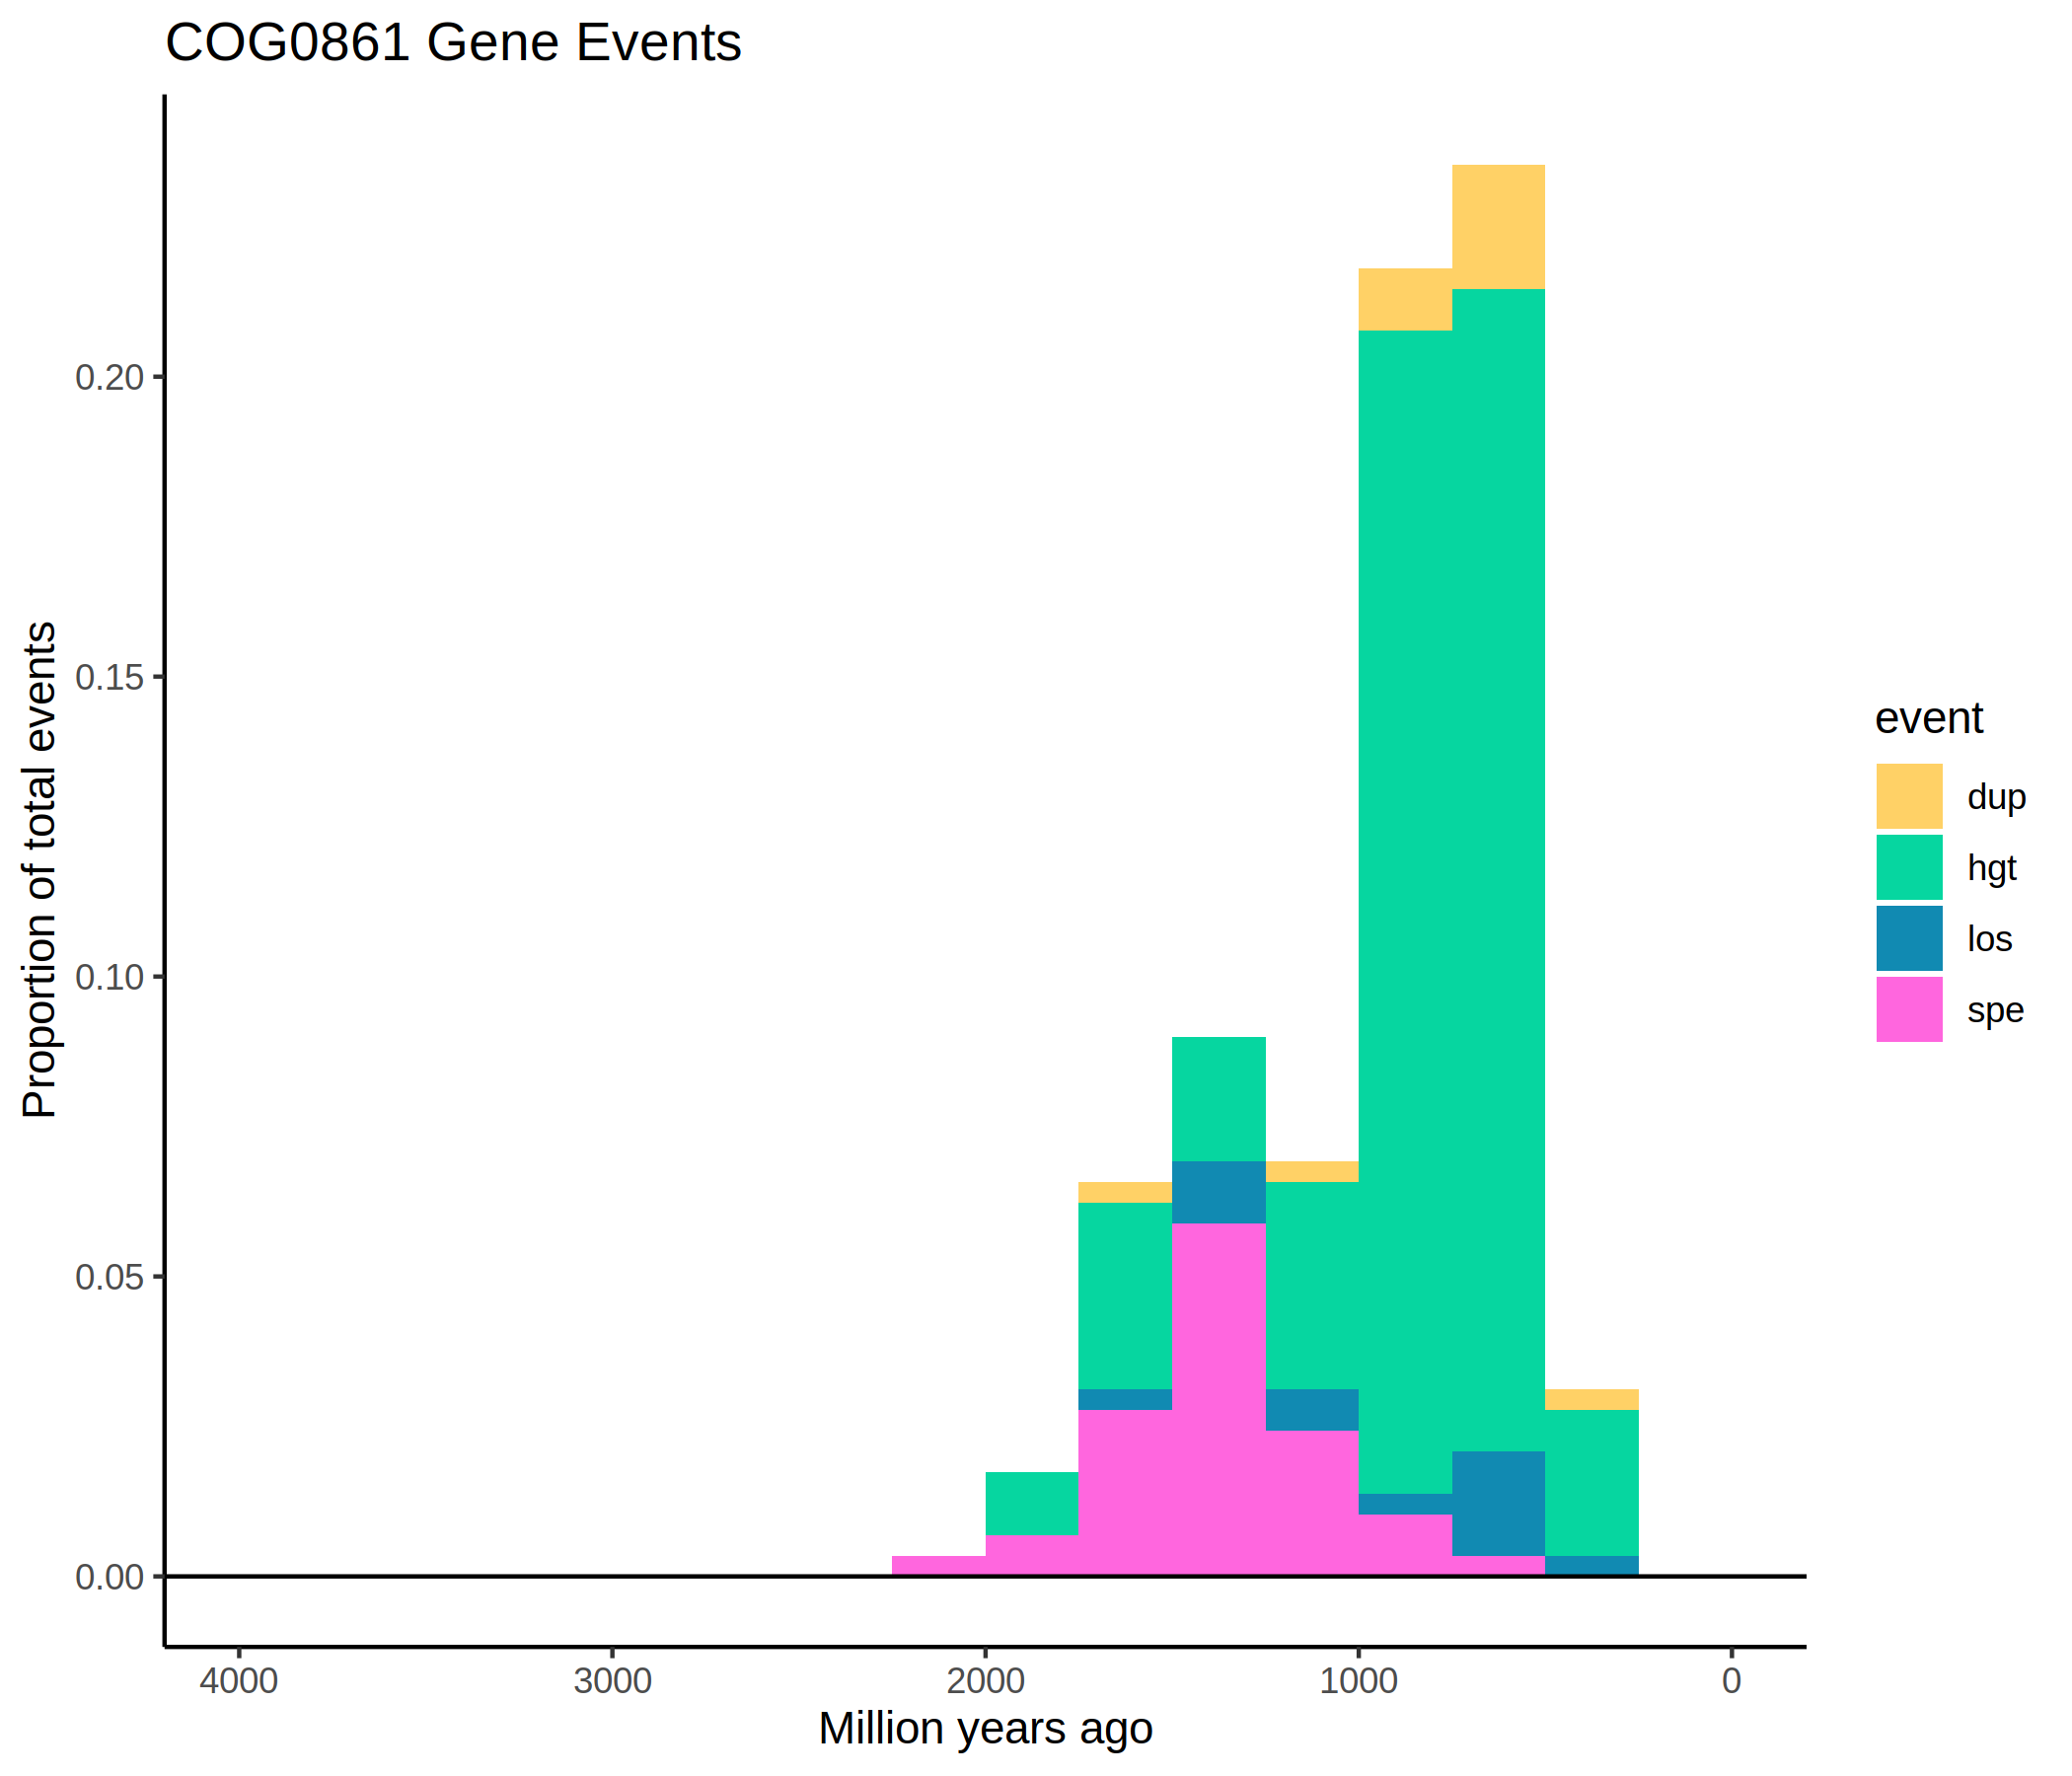 COG0861 Gene Events
Proportion of total events
0.20
0.15
0.10
0.05
0.00
4000 3000 2000 1000 0
Million years ago
event
dup
hgt
los
spe